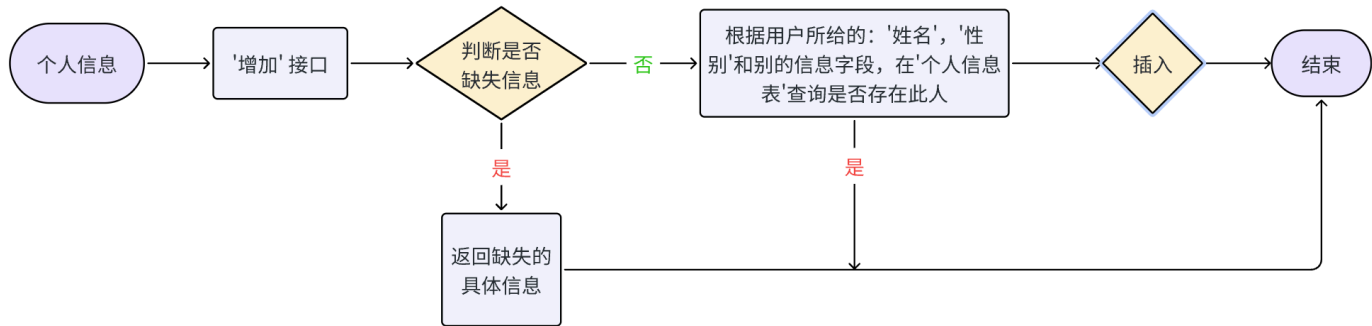 个人信息
'增加' 接口
判断是否
缺失信息
否
根据用户所给的：'姓名'，'性
别'和别的信息字段，在'个人信息
表'查询是否存在此人
插入
结束
是
是
返回缺失的
具体信息